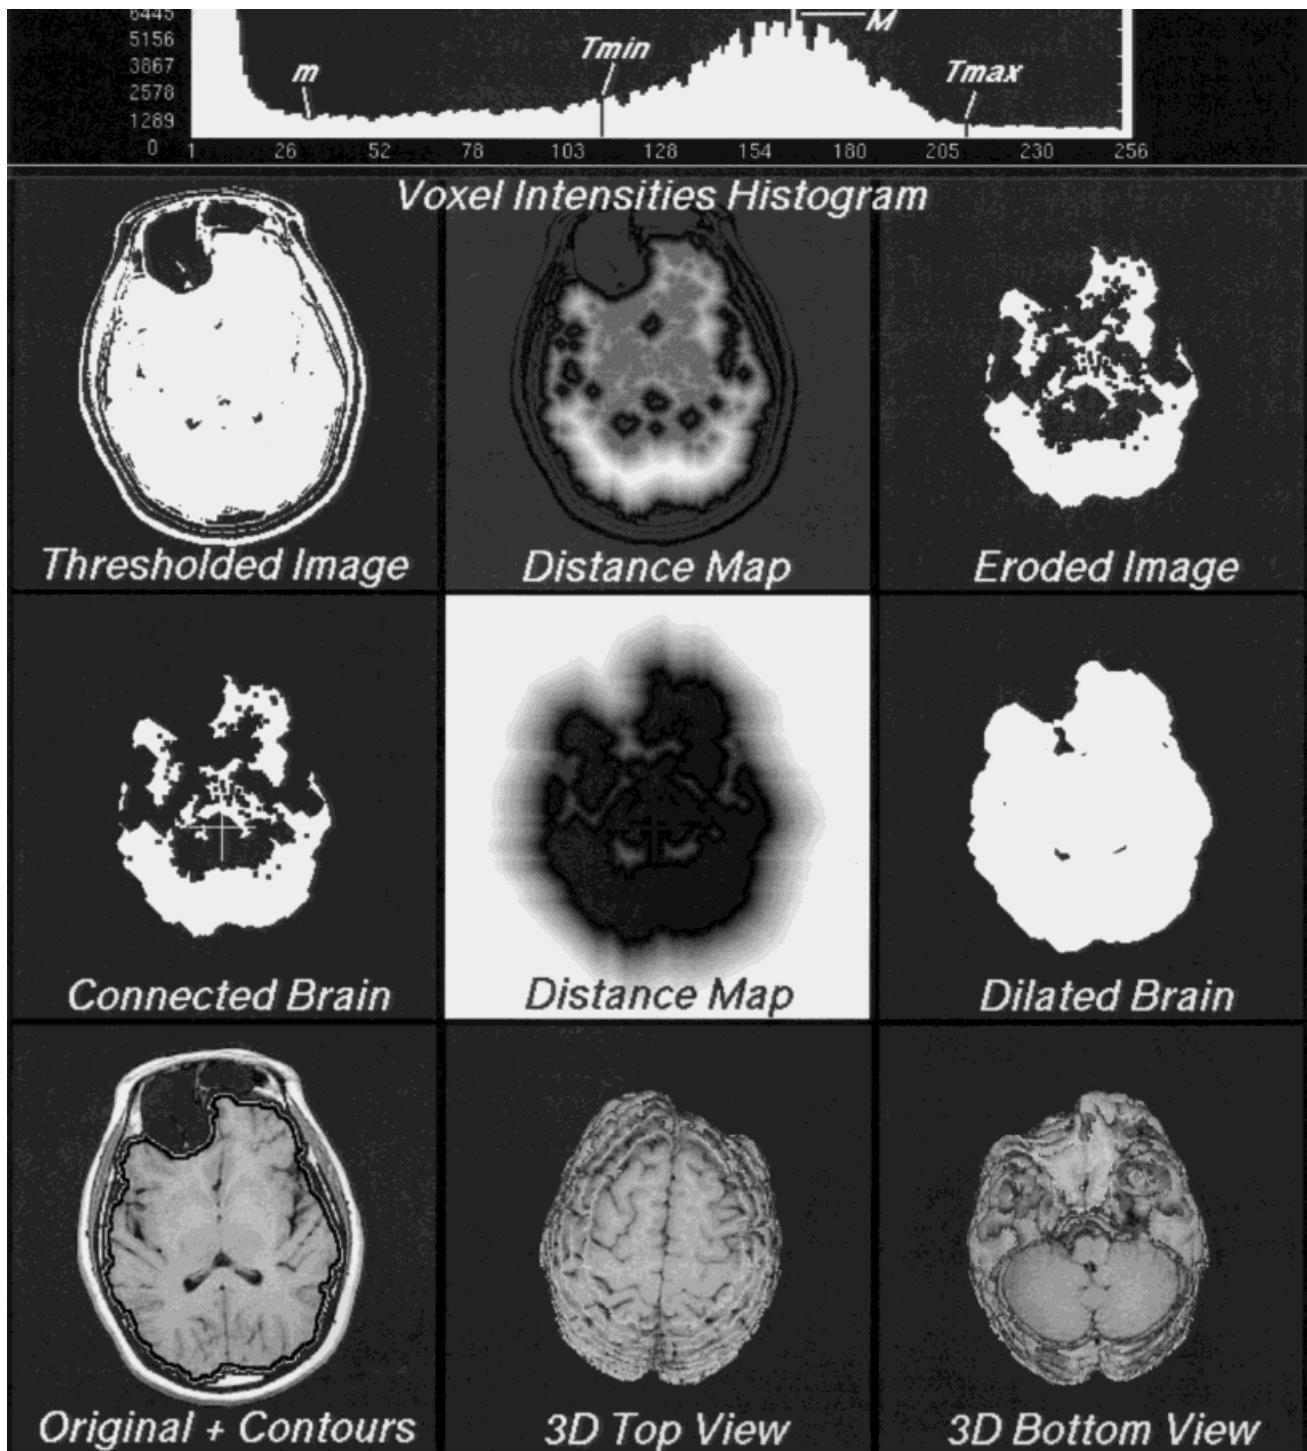 6445
5156
3867
2578
1289
0
m
Tmin
M
Tmax
1 26 52 78 103 128 154 180 205 230 256
Voxel Intensities Histogram
Thresholded Image
Distance Map
Eroded Image
Connected Brain
Distance Map
Dilated Brain
Original + Contours
3D Top View
3D Bottom View